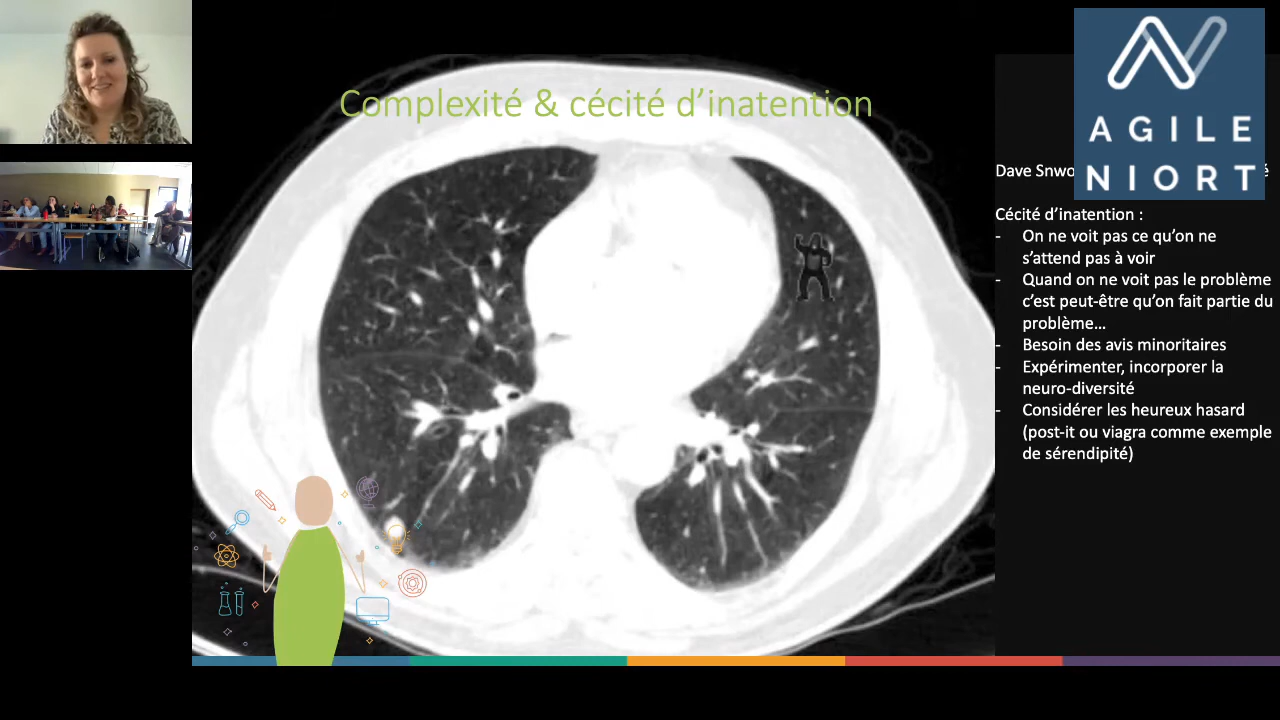 Complexité & cécité d’inatention
AGILE
NIORT
Dave Snwo
é
Cécité d’inatention :
- On ne voit pas ce qu’on ne
s’attend pas à voir
- Quand on ne voit pas le problème
c’est peut-être qu’on fait partie du
problème...
- Besoin des avis minoritaires
- Expérimenter, incorporer la
neuro-diversité
- Considérer les heureux hasard
(post-it ou viagra comme exemple
de sérendipité)